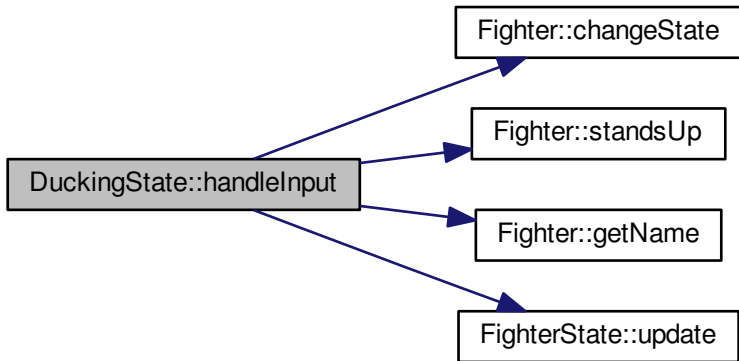 Fighter::changeState
Fighter::standsUp
DuckingState::handleInput
Fighter::getName
FighterState::update